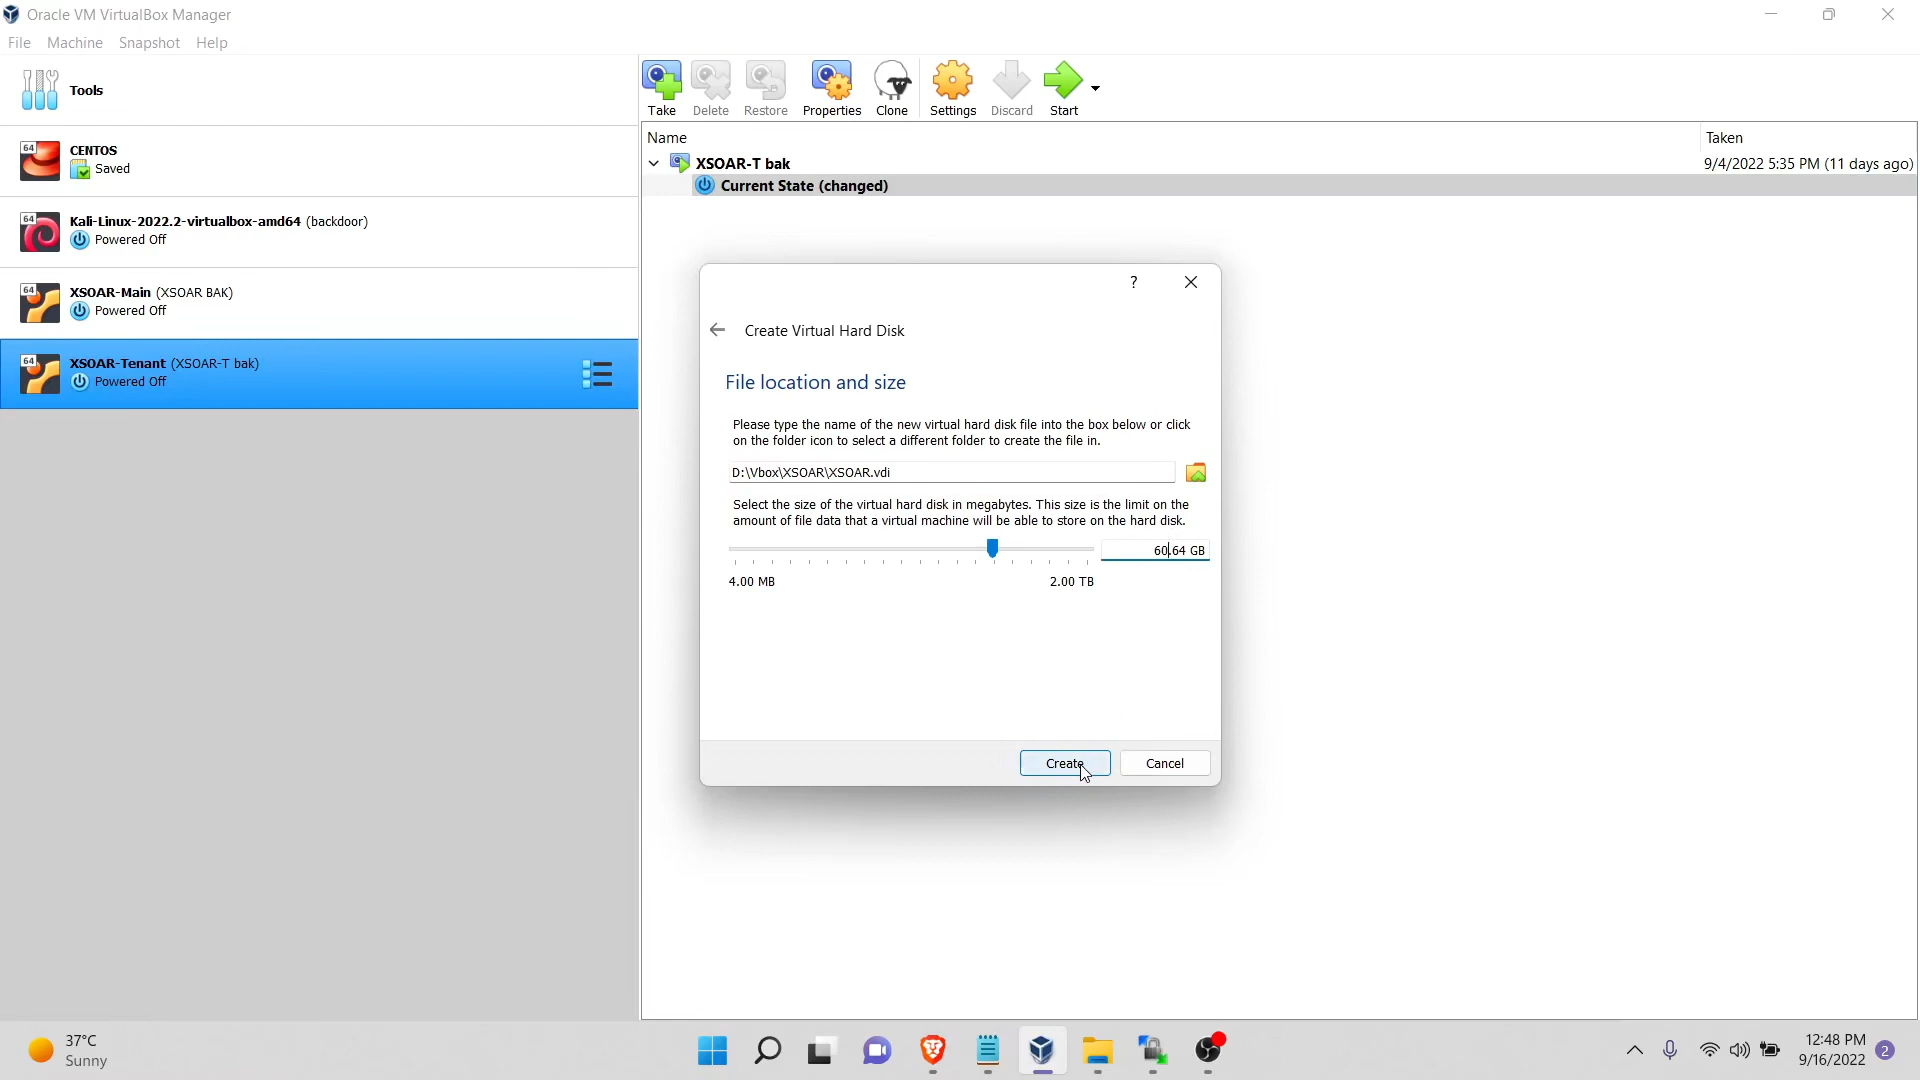 Oracle VM VirtualBox Manager
File Machine Snapshot Help
Tools
64 CENTOS
Saved
64 Kali-Linux-2022.2-virtualbox-amd64 (backdoor)
Powered Off
64 XSOAR-Main (XSOAR BAK)
Powered Off
64 XSOAR-Tenant (XSOAR-T bak)
Powered Off
Take Delete Restore Properties Clone Settings Discard Start
Name Taken
XSOAR-T bak 9/4/2022 5:35 PM (11 days ago)
Current State (changed)
?
Create Virtual Hard Disk
File location and size
Please type the name of the new virtual hard disk file into the box below or click
on the folder icon to select a different folder to create the file in.
D:\Vbox\XSOAR\XSOAR.vdi
Select the size of the virtual hard disk in megabytes. This size is the limit on the
amount of file data that a virtual machine will be able to store on the hard disk.
60.64 GB
4.00 MB 2.00 TB
Create Cancel
37°C
Sunny
12:48 PM
9/16/2022
2